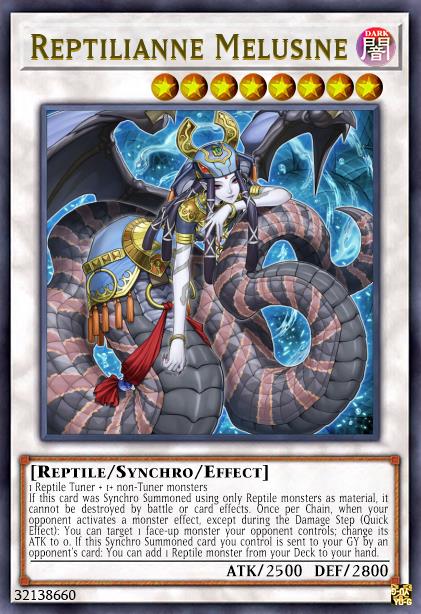 REPTILIANNE MELUSINE
DARK
闇
[REPTILE/SYNCHRO/EFFECT]
1 Reptile Tuner + 1+ non-Tuner monsters
If this card was Synchro Summoned using only Reptile monsters as material, it
cannot be destroyed by battle or card effects. Once per Chain, when your
opponent activates a monster effect, except during the Damage Step (Quick
Effect): You can target 1 face-up monster your opponent controls; change its
ATK to 0. If this Synchro Summoned card you control is sent to your GY by an
opponent's card: You can add 1 Reptile monster from your Deck to your hand.
ATK/2500 DEF/2800
32138660